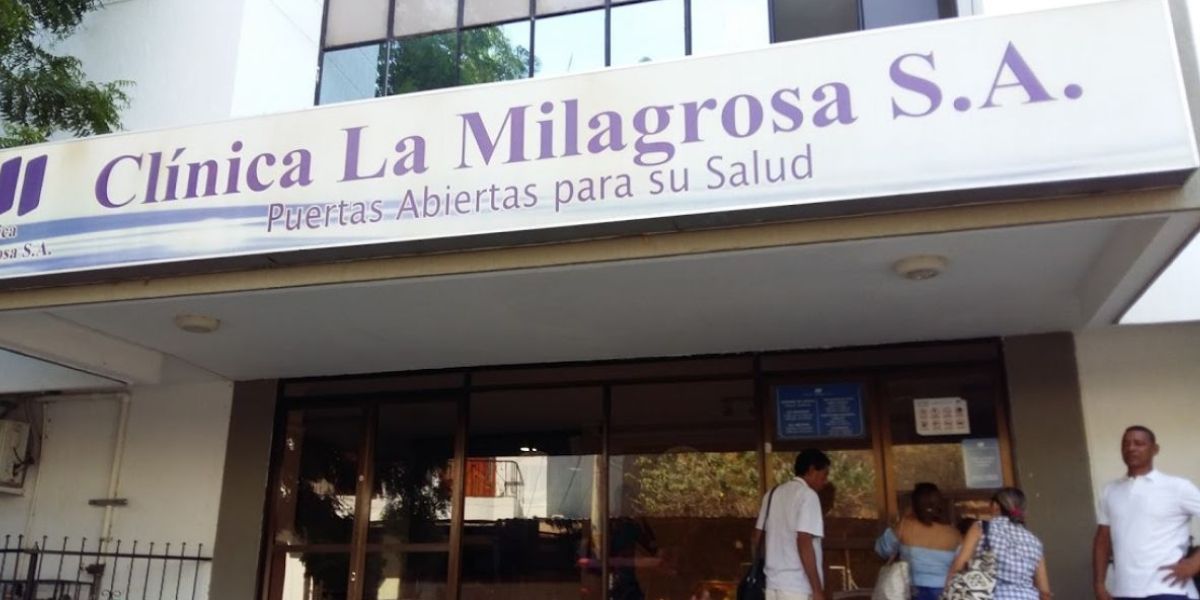 Clínica La Milagrosa S.A.
Puertas Abiertas para su Salud
S.A.